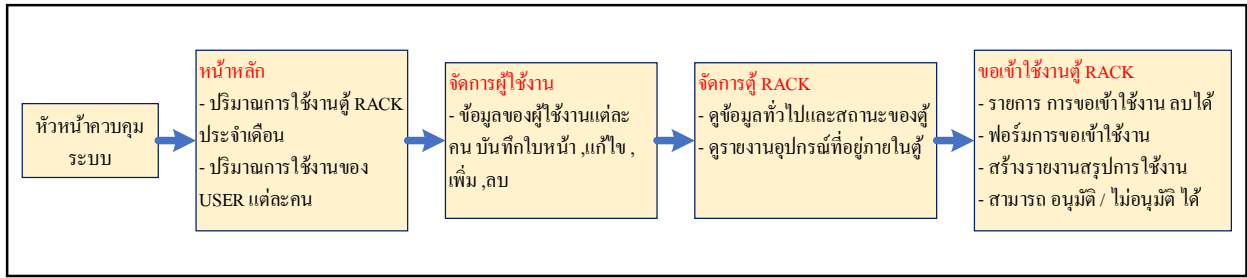 หัวหน้าควบคุม
ระบบ
หน้าหลัก
- ปริมาณการใช้งานตู้ RACK
ประจำเดือน
- ปริมาณการใช้งานของ
USER แต่ละคน
จัดการผู้ใช้งาน
- ข้อมูลของผู้ใช้งานแต่ละ
คน บันทึกใบหน้า ,แก้ไข ,
เพิ่ม ,ลบ
จัดการตู้ RACK
- ดูข้อมูลทั่วไปและสถานะของตู้
- ดูรายงานอุปกรณ์ที่อยู่ภายในตู้
ขอเข้าใช้งานตู้ RACK
- รายการ การขอเข้าใช้งาน ลบได้
- ฟอร์มการขอเข้าใช้งาน
- สร้างรายงานสรุปการใช้งาน
- สามารถ อนุมัติ / ไม่อนุมัติ ได้